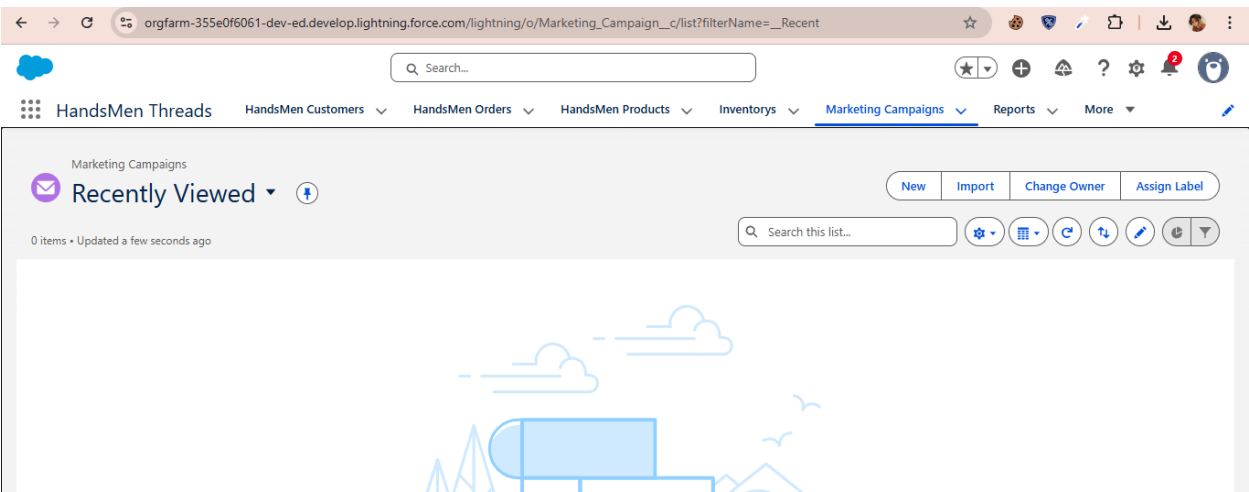 orgfarm-355e0f6061-dev-ed.develop.lightning.force.com/lightning/o/Marketing_Campaign__c/list?filterName=__Recent
Search...
2
HandsMen Threads HandsMen Customers HandsMen Orders HandsMen Products Inventorys Marketing Campaigns Reports More
Marketing Campaigns
Recently Viewed
New Import Change Owner Assign Label
0 items • Updated a few seconds ago
Search this list...